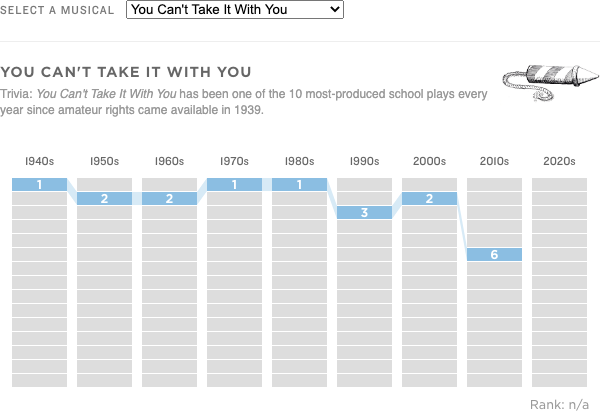 SELECT A MUSICAL You Can't Take It With You
YOU CAN'T TAKE IT WITH YOU
Trivia: You Can't Take It With You has been one of the 10 most-produced school plays every
year since amateur rights came available in 1939.
1940s 1950s 1960s 1970s 1980s 1990s 2000s 2010s 2020s
1 1 1
2 2 2
3
6
Rank: n/a